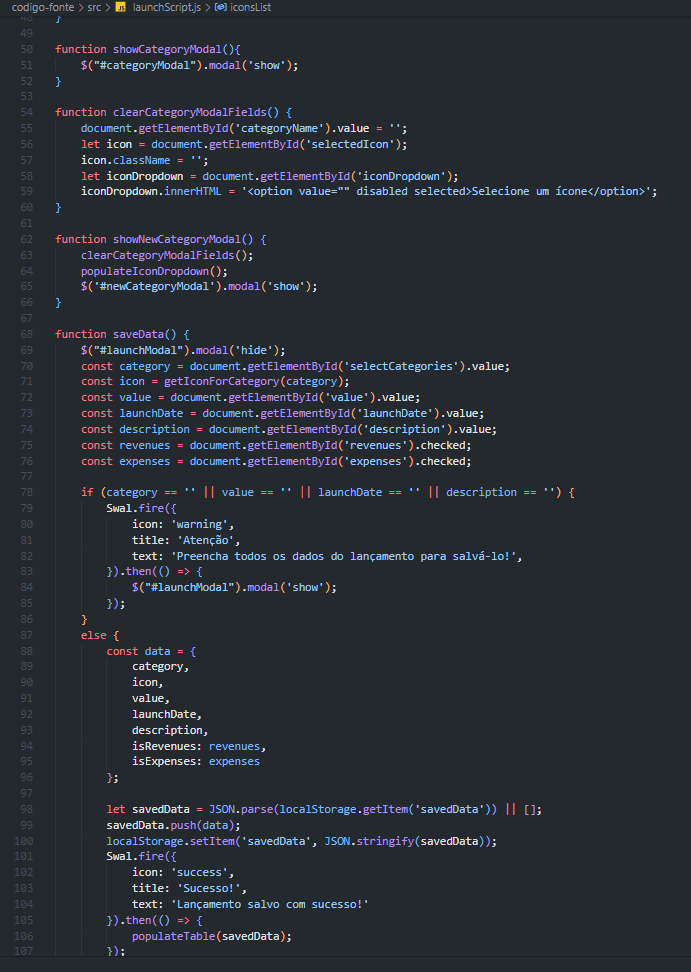 codigo-fonte > src > JS launchScript.js > iconsList
48 }
49
50 function showCategoryModal(){
51     $("#categoryModal").modal('show');
52 }
53
54 function clearCategoryModalFields() {
55     document.getElementById('categoryName').value = '';
56     let icon = document.getElementById('selectedIcon');
57     icon.className = '';
58     let iconDropdown = document.getElementById('iconDropdown');
59     iconDropdown.innerHTML = '<option value="" disabled selected>Selecione um ícone</option>';
60 }
61
62 function showNewCategoryModal() {
63     clearCategoryModalFields();
64     populateIconDropdown();
65     $('#newCategoryModal').modal('show');
66 }
67
68 function saveData() {
69     $("#launchModal").modal('hide');
70     const category = document.getElementById('selectCategories').value;
71     const icon = getIconForCategory(category);
72     const value = document.getElementById('value').value;
73     const launchDate = document.getElementById('launchDate').value;
74     const description = document.getElementById('description').value;
75     const revenues = document.getElementById('revenues').checked;
76     const expenses = document.getElementById('expenses').checked;
77
78     if (category == '' || value == '' || launchDate == '' || description == '') {
79         Swal.fire({
80             icon: 'warning',
81             title: 'Atenção',
82             text: 'Preencha todos os dados do lançamento para salvá-lo!',
83         }).then(() => {
84             $("#launchModal").modal('show');
85         });
86     }
87     else {
88         const data = {
89             category,
90             icon,
91             value,
92             launchDate,
93             description,
94             isRevenues: revenues,
95             isExpenses: expenses
96         };
97
98         let savedData = JSON.parse(localStorage.getItem('savedData')) || [];
99         savedData.push(data);
100         localStorage.setItem('savedData', JSON.stringify(savedData));
101         Swal.fire({
102             icon: 'success',
103             title: 'Sucesso!',
104             text: 'Lançamento salvo com sucesso!'
105         }).then(() => {
106             populateTable(savedData);
107         });